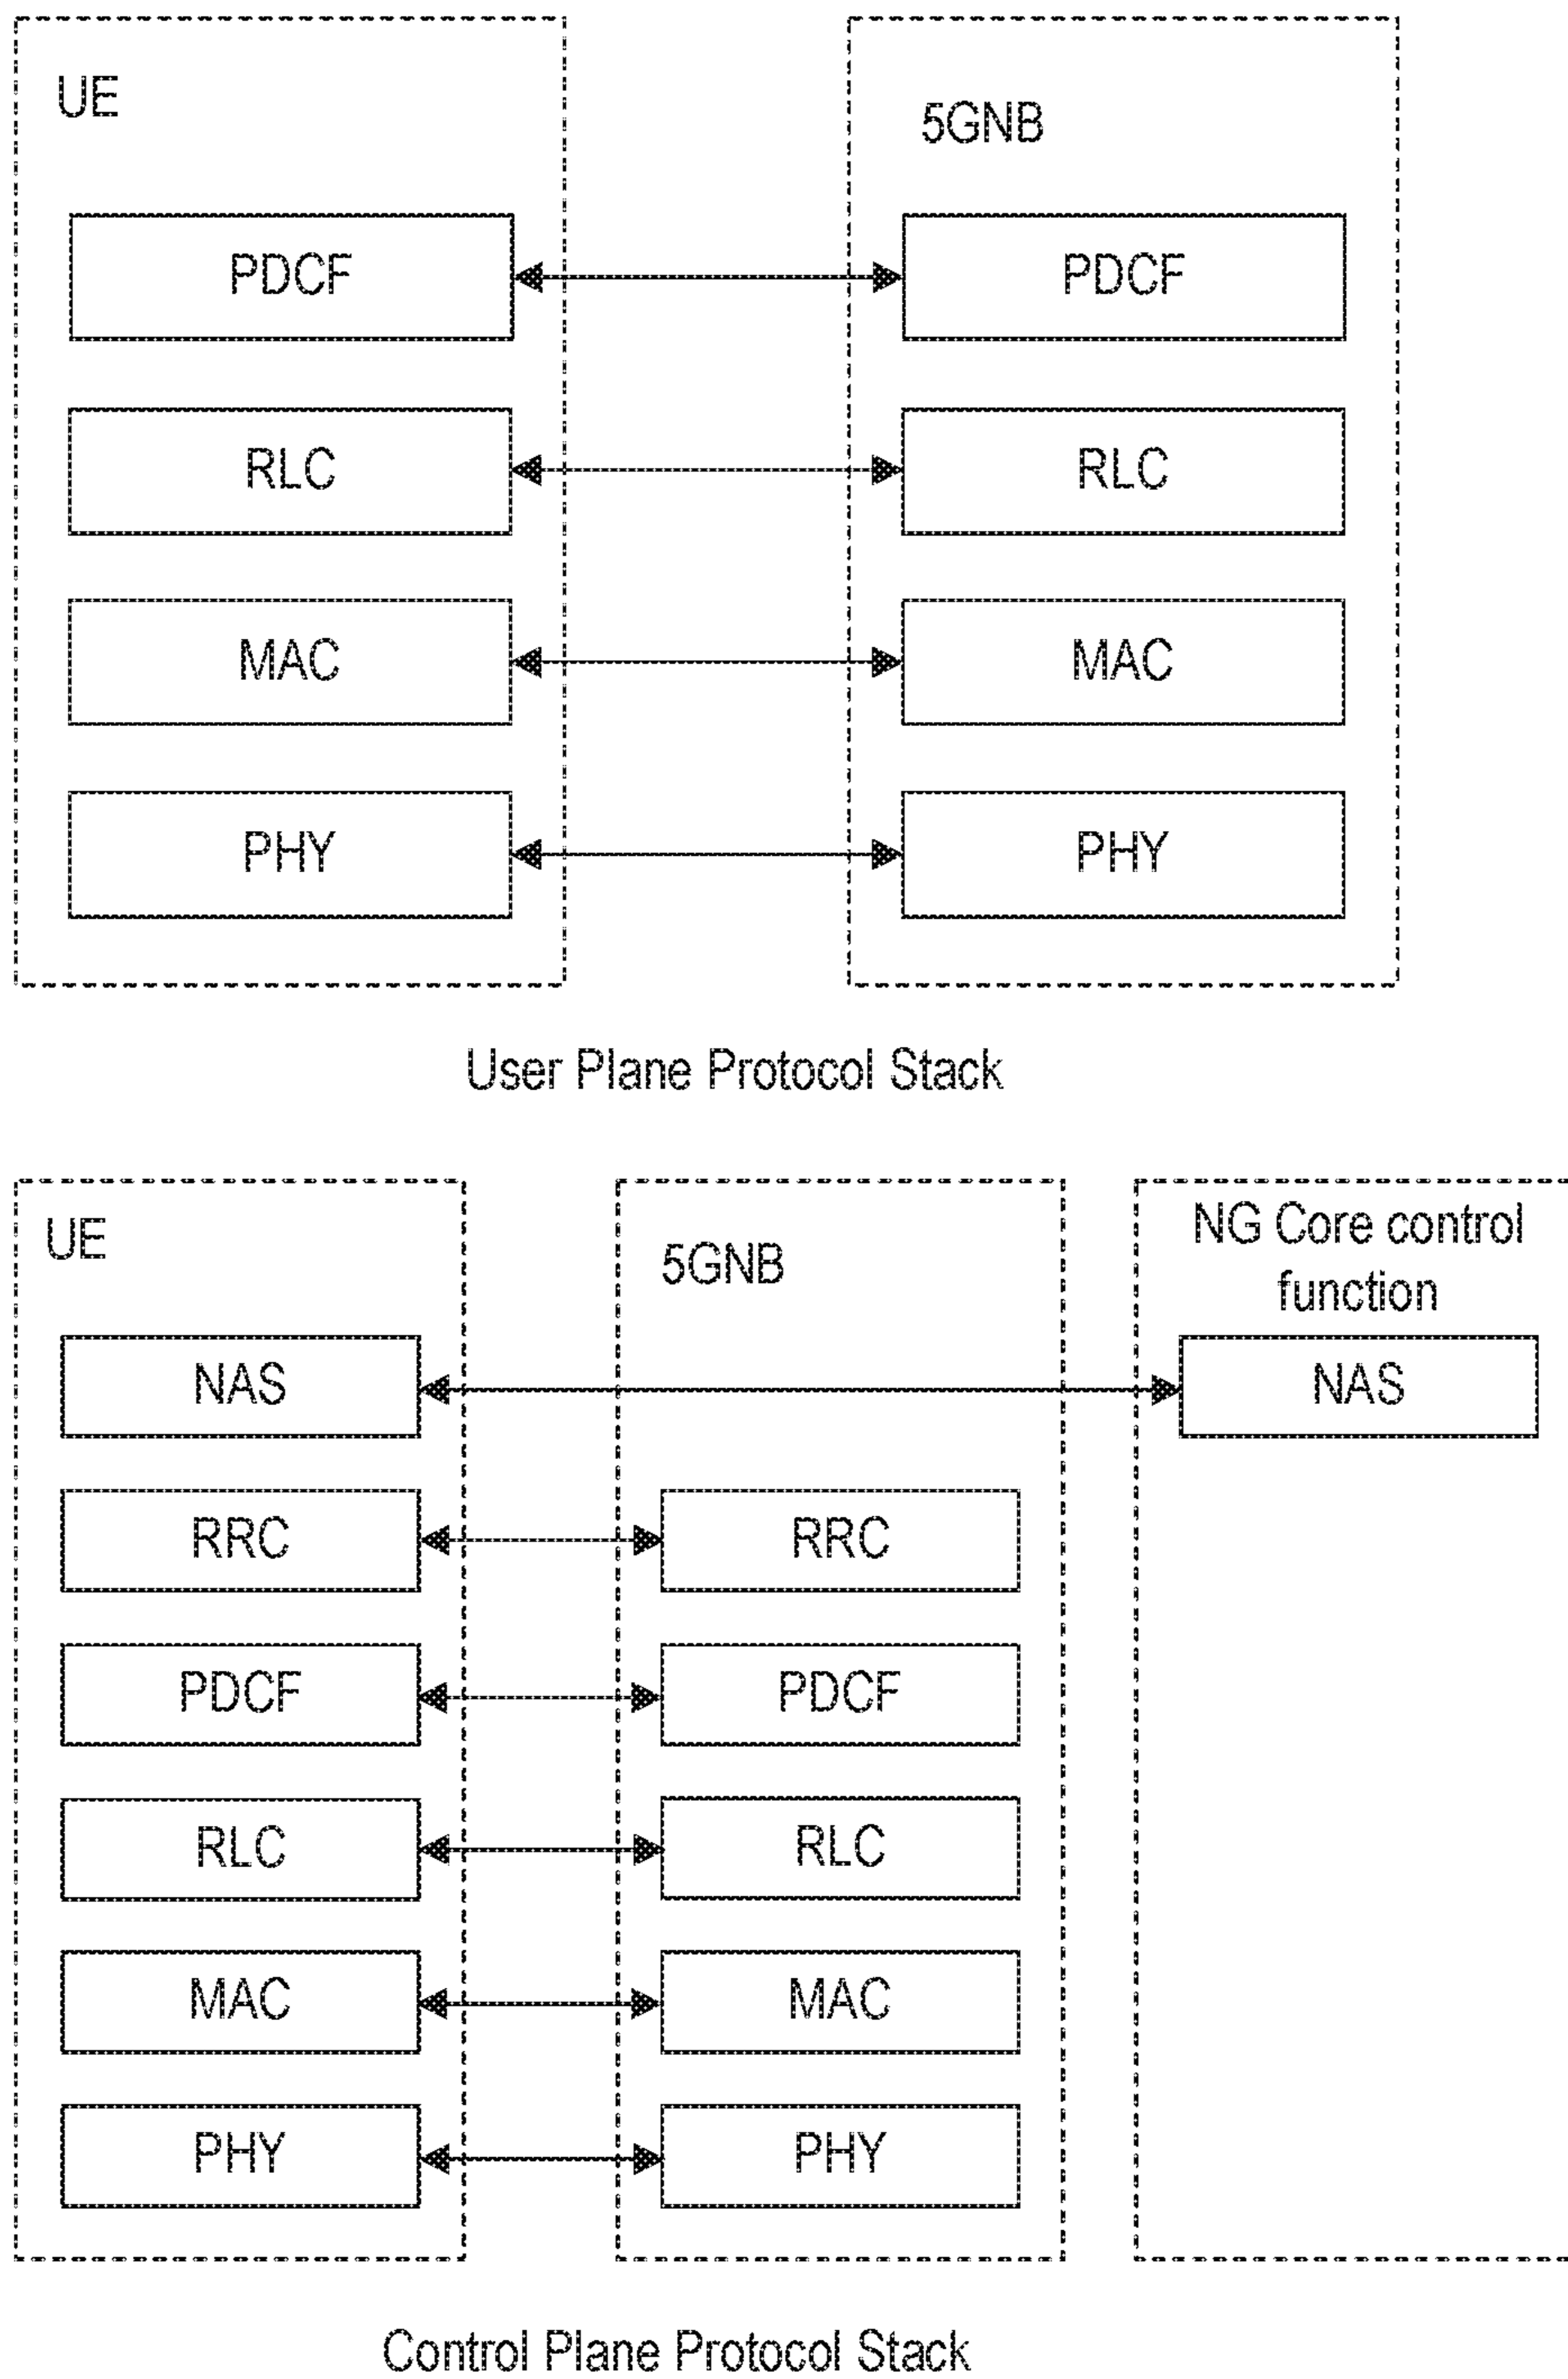 UE
5GNB
PDCF
PDCF
RLC
RLC
MAC
MAC
PHY
PHY
User Plane Protocol Stack
UE
5GNB
NG Core control
function
NAS
NAS
RRC
RRC
PDCF
PDCF
RLC
RLC
MAC
MAC
PHY
PHY
Control Plane Protocol Stack